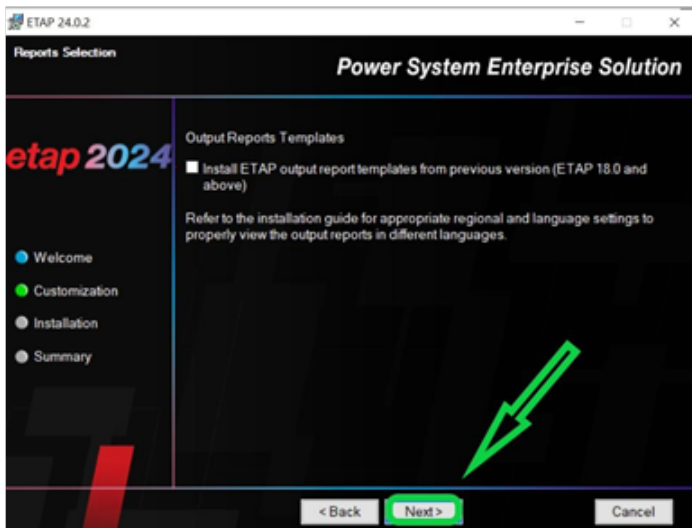 ETAP 24.0.2
Reports Selection
Power System Enterprise Solution
etap 2024
Output Reports Templates
Install ETAP output report templates from previous version (ETAP 18.0 and
above)
Refer to the installation guide for appropriate regional and language settings to
properly view the output reports in different languages.
Welcome
Customization
Installation
Summary
< Back
Next >
Cancel